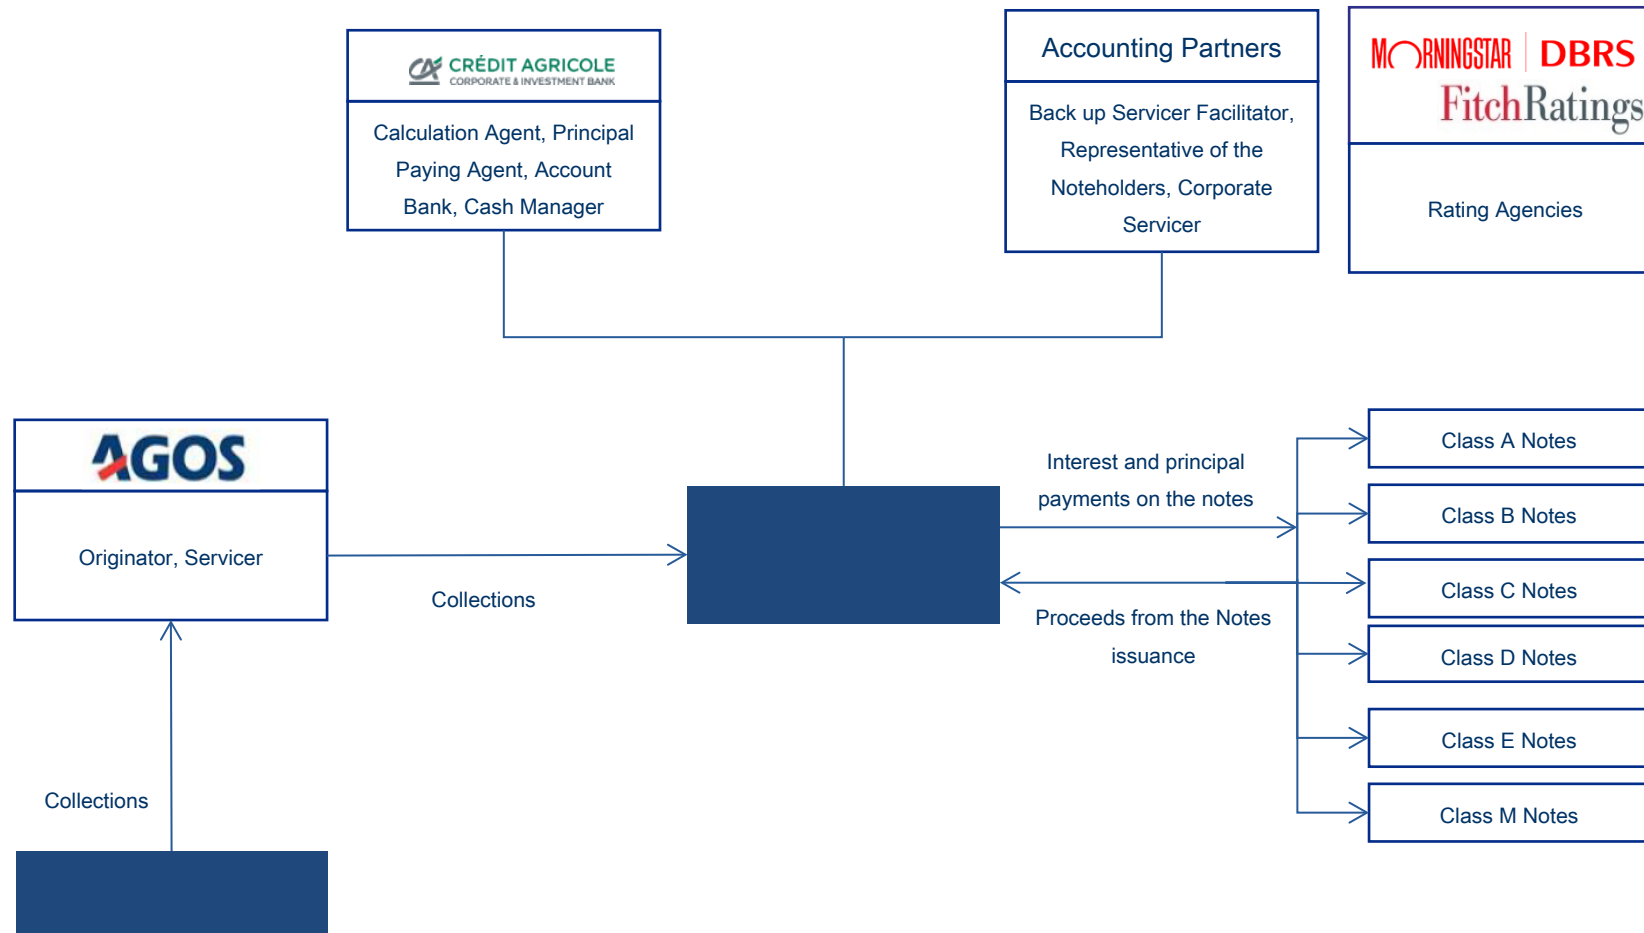 CRÉDIT AGRICOLE
CORPORATE & INVESTMENT BANK
Calculation Agent, Principal
Paying Agent, Account
Bank, Cash Manager
Accounting Partners
Back up Servicer Facilitator,
Representative of the
Noteholders, Corporate
Servicer
MORNINGSTAR DBRS
FitchRatings
Rating Agencies
AGOS
Originator, Servicer
Collections
Collections
Interest and principal
payments on the notes
Proceeds from the Notes
issuance
Class A Notes
Class B Notes
Class C Notes
Class D Notes
Class E Notes
Class M Notes